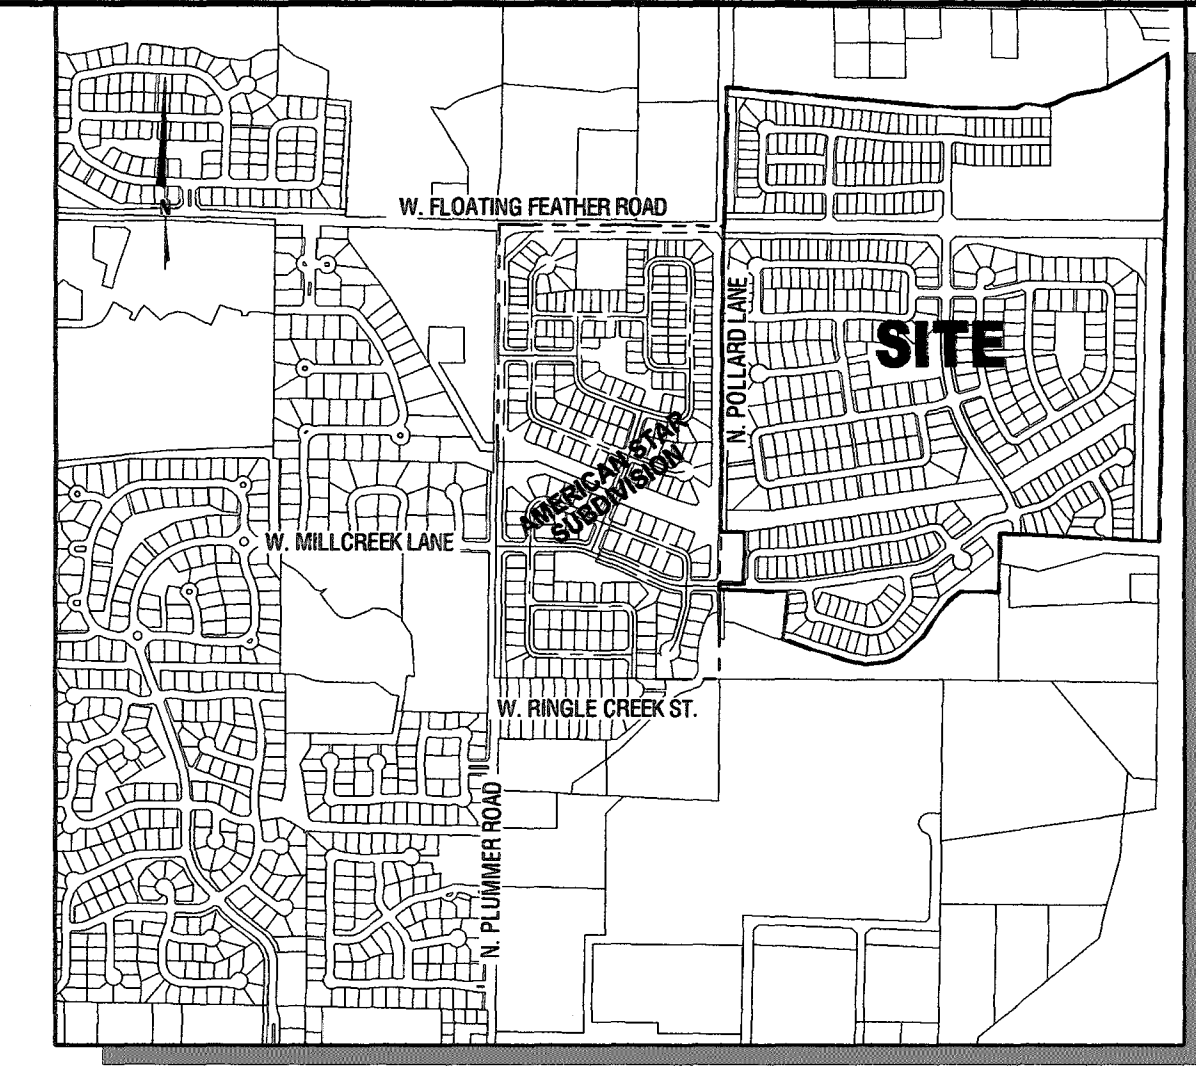 N
W. FLOATING FEATHER ROAD
N. POLLARD LANE
SITE
AMERICAN STAR
SUBDIVISION
W. MILLCREEK LANE
W. RINGLE CREEK ST.
N. PLUMMER ROAD